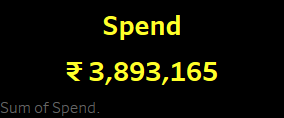 Spend
₹ 3,893,165
Sum of Spend.